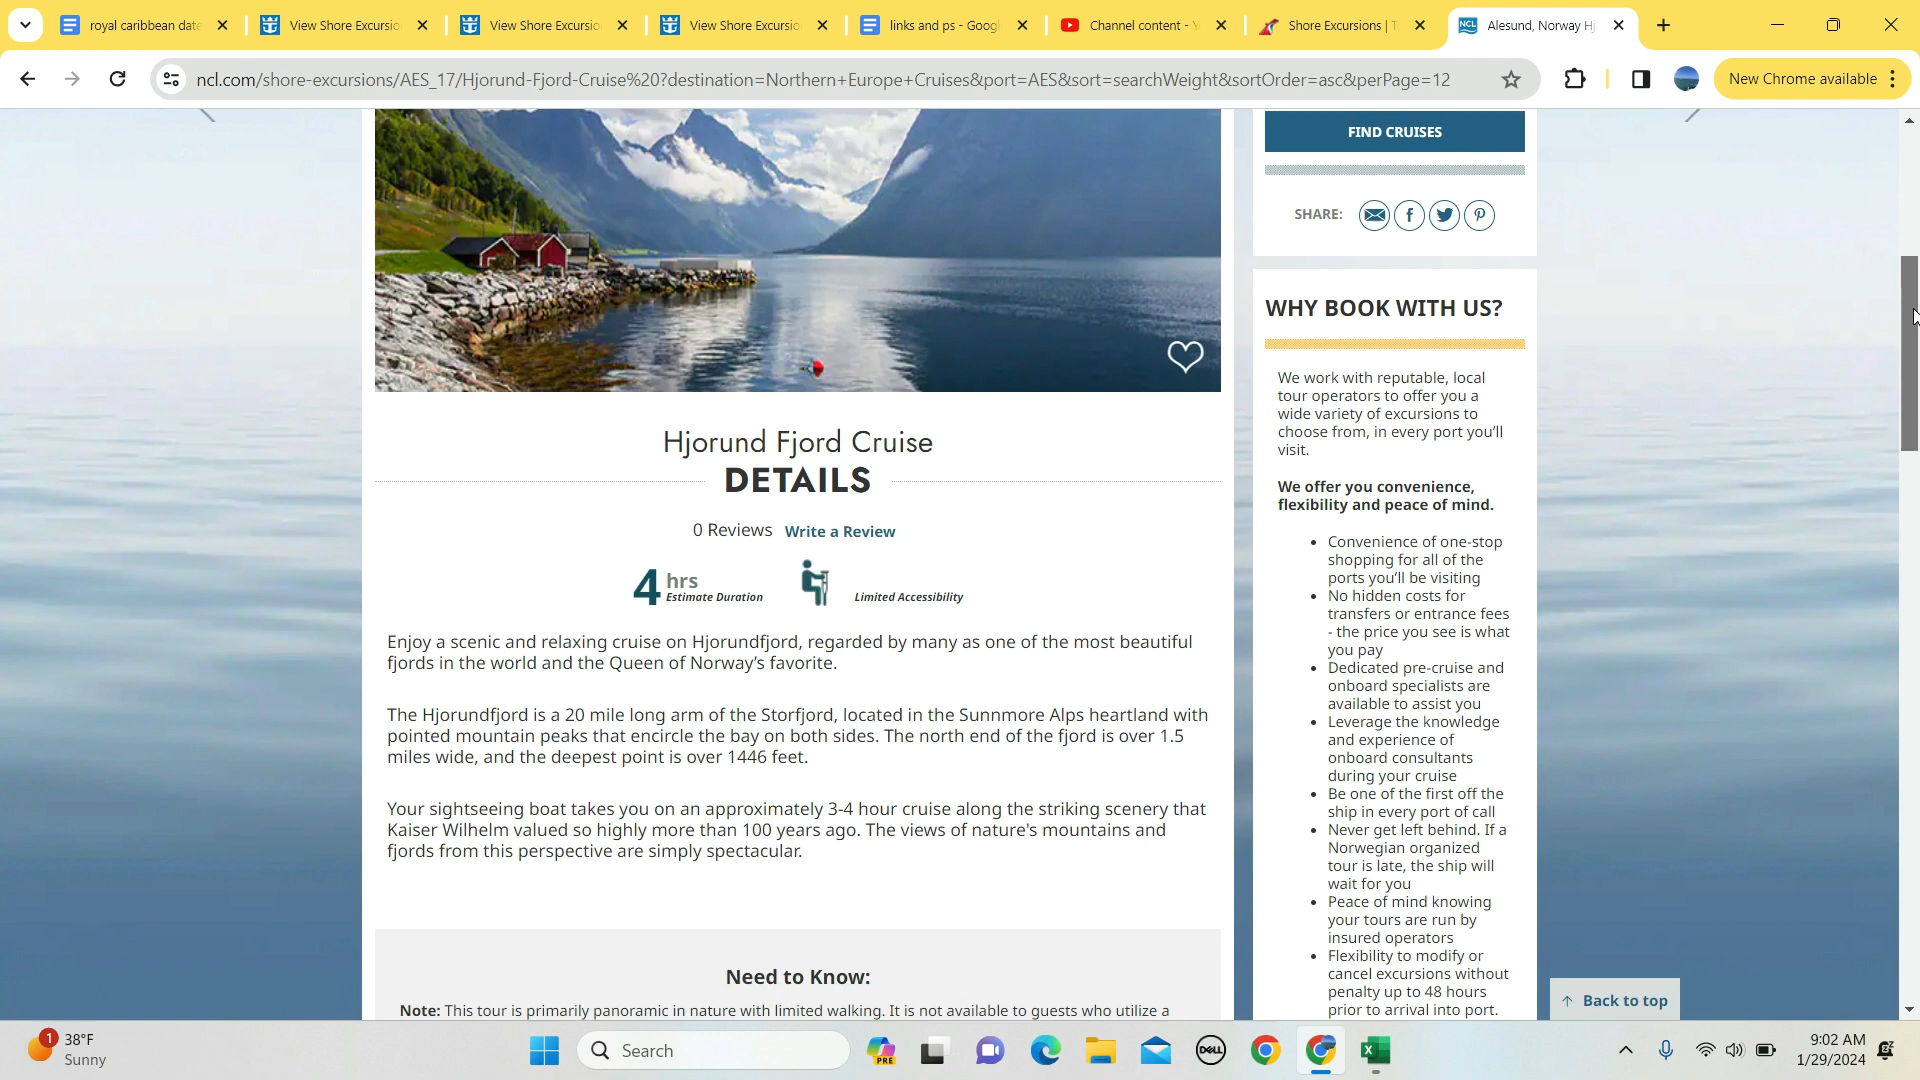 royal caribbean date
View Shore Excursio
View Shore Excursio
View Shore Excursio
links and ps - Googl
Channel content - Y
Shore Excursions | T
NCL
Alesund, Norway Hj
ncl.com/shore-excursions/AES_17/Hjorund-Fjord-Cruise%20?destination=Northern+Europe+Cruises&port=AES&sort=searchWeight&sortOrder=asc&perPage=12
New Chrome available
FIND CRUISES
SHARE:
Hjorund Fjord Cruise
DETAILS
0 Reviews Write a Review
4 hrs
Estimate Duration
Limited Accessibility
Enjoy a scenic and relaxing cruise on Hjorundfjord, regarded by many as one of the most beautiful
fjords in the world and the Queen of Norway’s favorite.
The Hjorundfjord is a 20 mile long arm of the Storfjord, located in the Sunnmore Alps heartland with
pointed mountain peaks that encircle the bay on both sides. The north end of the fjord is over 1.5
miles wide, and the deepest point is over 1446 feet.
Your sightseeing boat takes you on an approximately 3-4 hour cruise along the striking scenery that
Kaiser Wilhelm valued so highly more than 100 years ago. The views of nature's mountains and
fjords from this perspective are simply spectacular.
Need to Know:
Note: This tour is primarily panoramic in nature with limited walking. It is not available to guests who utilize a
WHY BOOK WITH US?
We work with reputable, local
tour operators to offer you a
wide variety of excursions to
choose from, in every port you’ll
visit.
We offer you convenience,
flexibility and peace of mind.
Convenience of one-stop
shopping for all of the
ports you’ll be visiting
No hidden costs for
transfers or entrance fees
- the price you see is what
you pay
Dedicated pre-cruise and
onboard specialists are
available to assist you
Leverage the knowledge
and experience of
onboard consultants
during your cruise
Be one of the first off the
ship in every port of call
Never get left behind. If a
Norwegian organized
tour is late, the ship will
wait for you
Peace of mind knowing
your tours are run by
insured operators
Flexibility to modify or
cancel excursions without
penalty up to 48 hours
prior to arrival into port.
Back to top
1
38°F
Sunny
Search
PRE
DELL
9:02 AM
1/29/2024